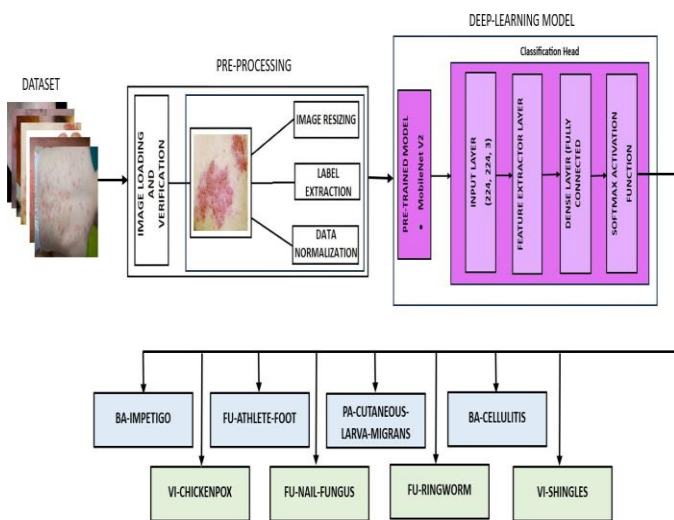 DEEP-LEARNING MODEL
Classification Head
DATASET
PRE-PROCESSING
IMAGE LOADING
AND
VERIFICATION
IMAGE RESIZING
LABEL
EXTRACTION
DATA
NORMALIZATION
PRE-TRAINED MODEL
• MobileNet V2
INPUT LAYER
(224, 224, 3)
FEATURE EXTRACTOR LAYER
DENSE LAYER (FULLY
CONNECTED
SOFTMAX ACTIVATION
FUNCTION
BA-IMPETIGO
FU-ATHLETE-FOOT
PA-CUTANEOUS-
LARVA-MIGRANS
BA-CELLULITIS
VI-CHICKENPOX
FU-NAIL-FUNGUS
FU-RINGWORM
VI-SHINGLES